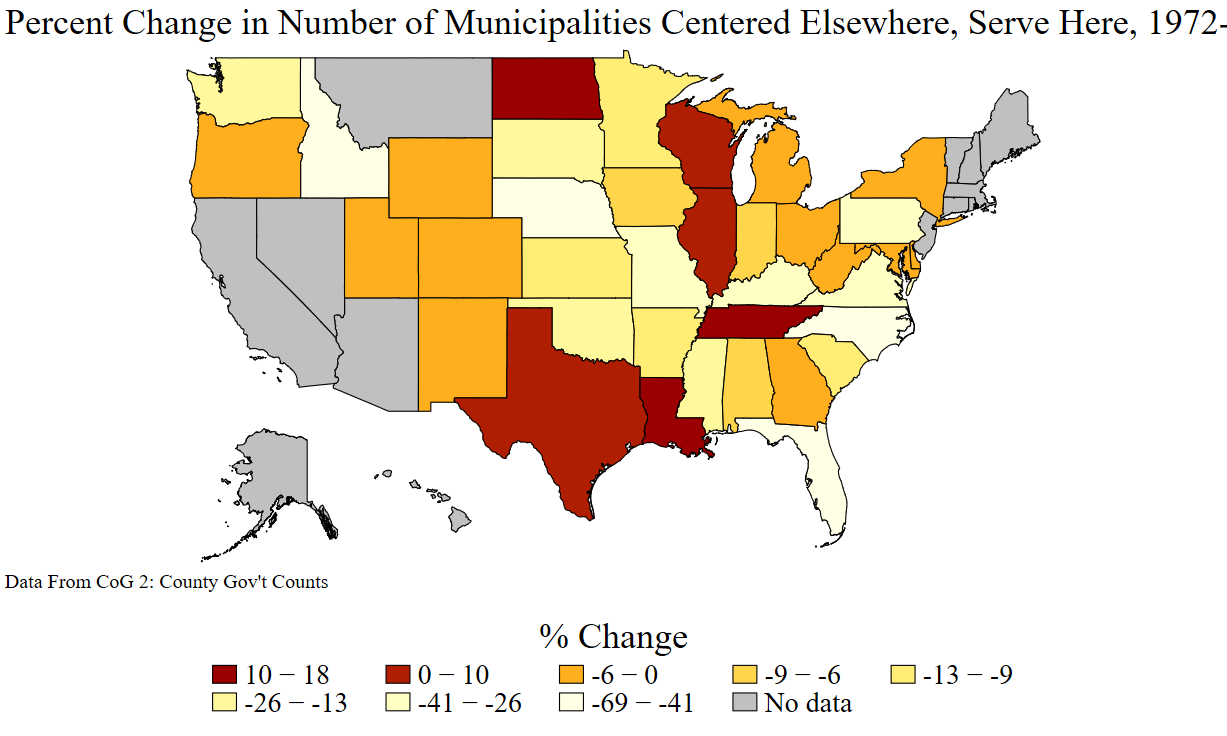 Percent Change in Number of Municipalities Centered Elsewhere, Serve Here, 1972-
Data From CoG 2: County Gov't Counts
% Change
10 − 18 0 − 10 -6 − 0 -9 − -6 -13 − -9
-26 − -13 -41 − -26 -69 − -41 No data